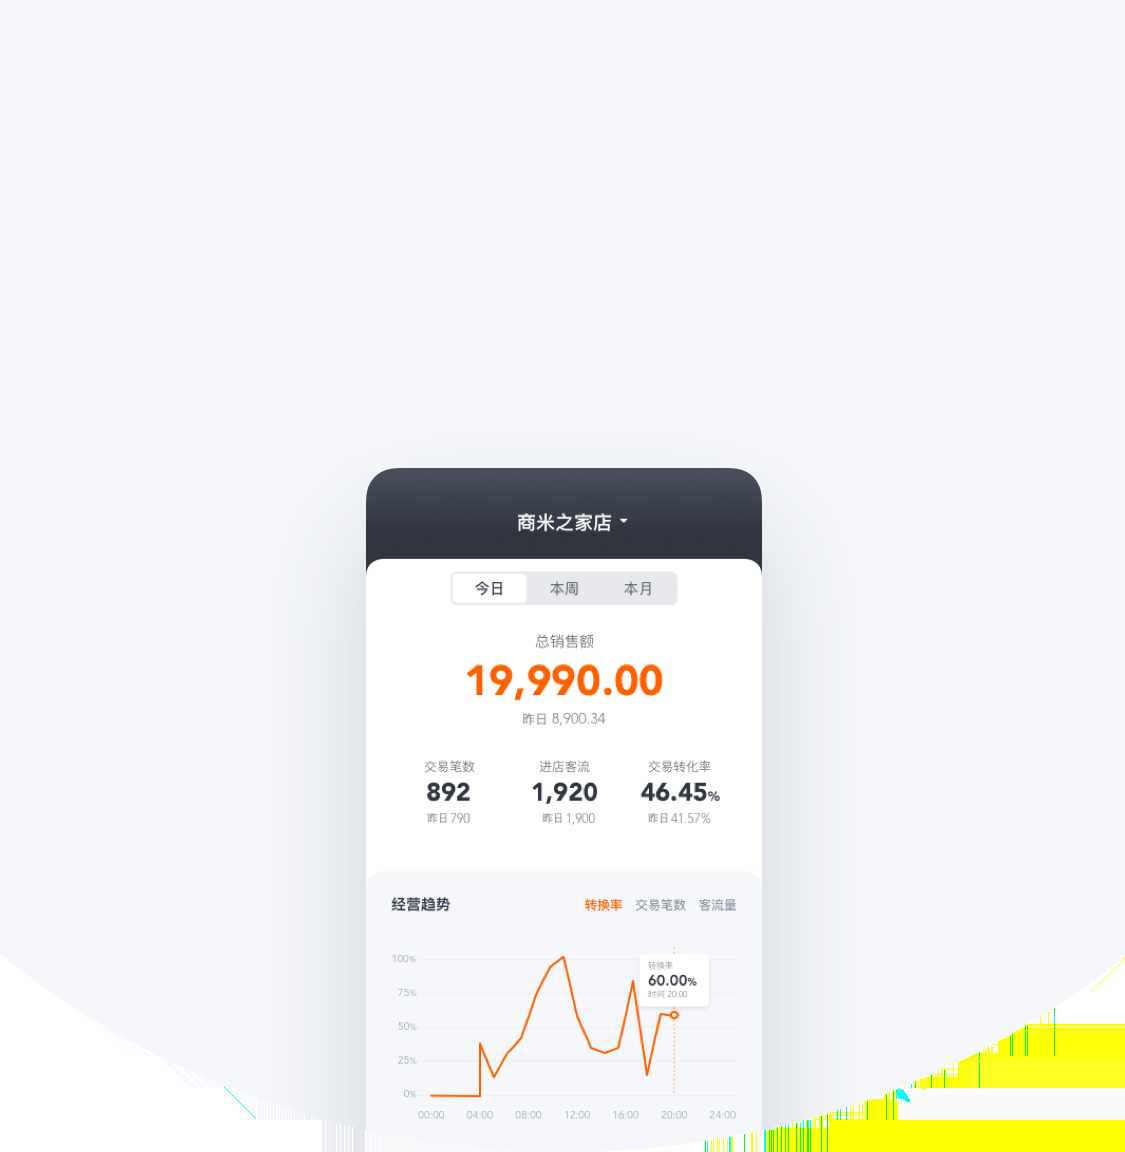 商米之家店
今日 本周 本月
总销售额
19,990.00
昨日 8,900.34
交易笔数 进店客流 交易转化率
892 1,920 46.45%
昨日 790 昨日 1,900 昨日 41.57%
经营趋势 转换率 交易笔数 客流量
100%
转换率
60.00%
时间 20:00
75%
50%
25%
0%
00:00 04:00 08:00 12:00 16:00 20:00 24:00